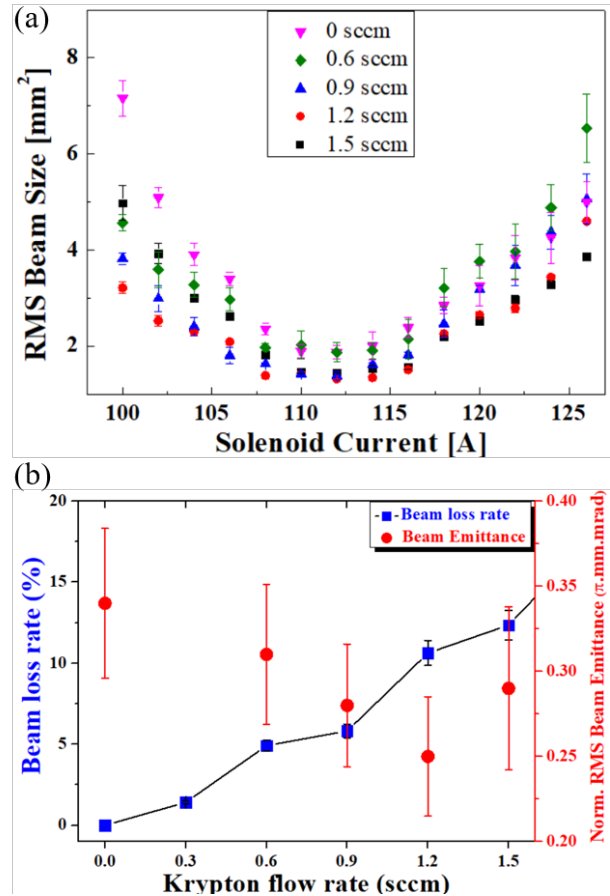 (a)
RMS Beam Size [mm²]
8
6
4
2
0 sccm
0.6 sccm
0.9 sccm
1.2 sccm
1.5 sccm
100 105 110 115 120 125
Solenoid Current [A]
(b)
Beam loss rate (%)
20
15
10
5
0
Beam loss rate
Beam Emittance
0.40
0.35
0.30
0.25
0.20
Norm. RMS Beam Emittance (π.mm.mrad)
0.0 0.3 0.6 0.9 1.2 1.5
Krypton flow rate (sccm)